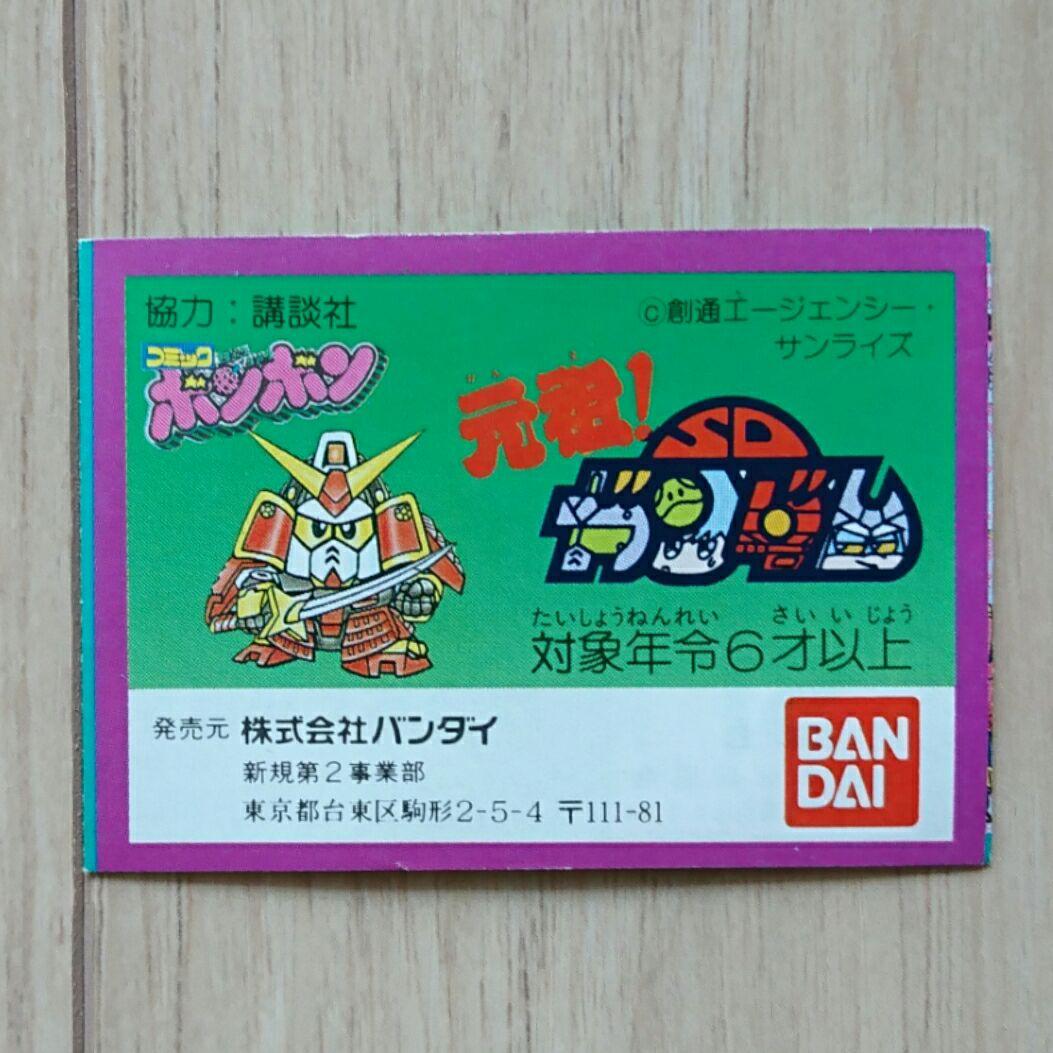 協力：講談社
©創通エージェンシー・
サンライズ
コミック
ボンボン
がんそ
元祖!
SD
ガンダム
たいしょうねんれい さいいじょう
対象年令6才以上
発売元 株式会社バンダイ
新規第2事業部
東京都台東区駒形2-5-4 〒111-81
BAN
DAI